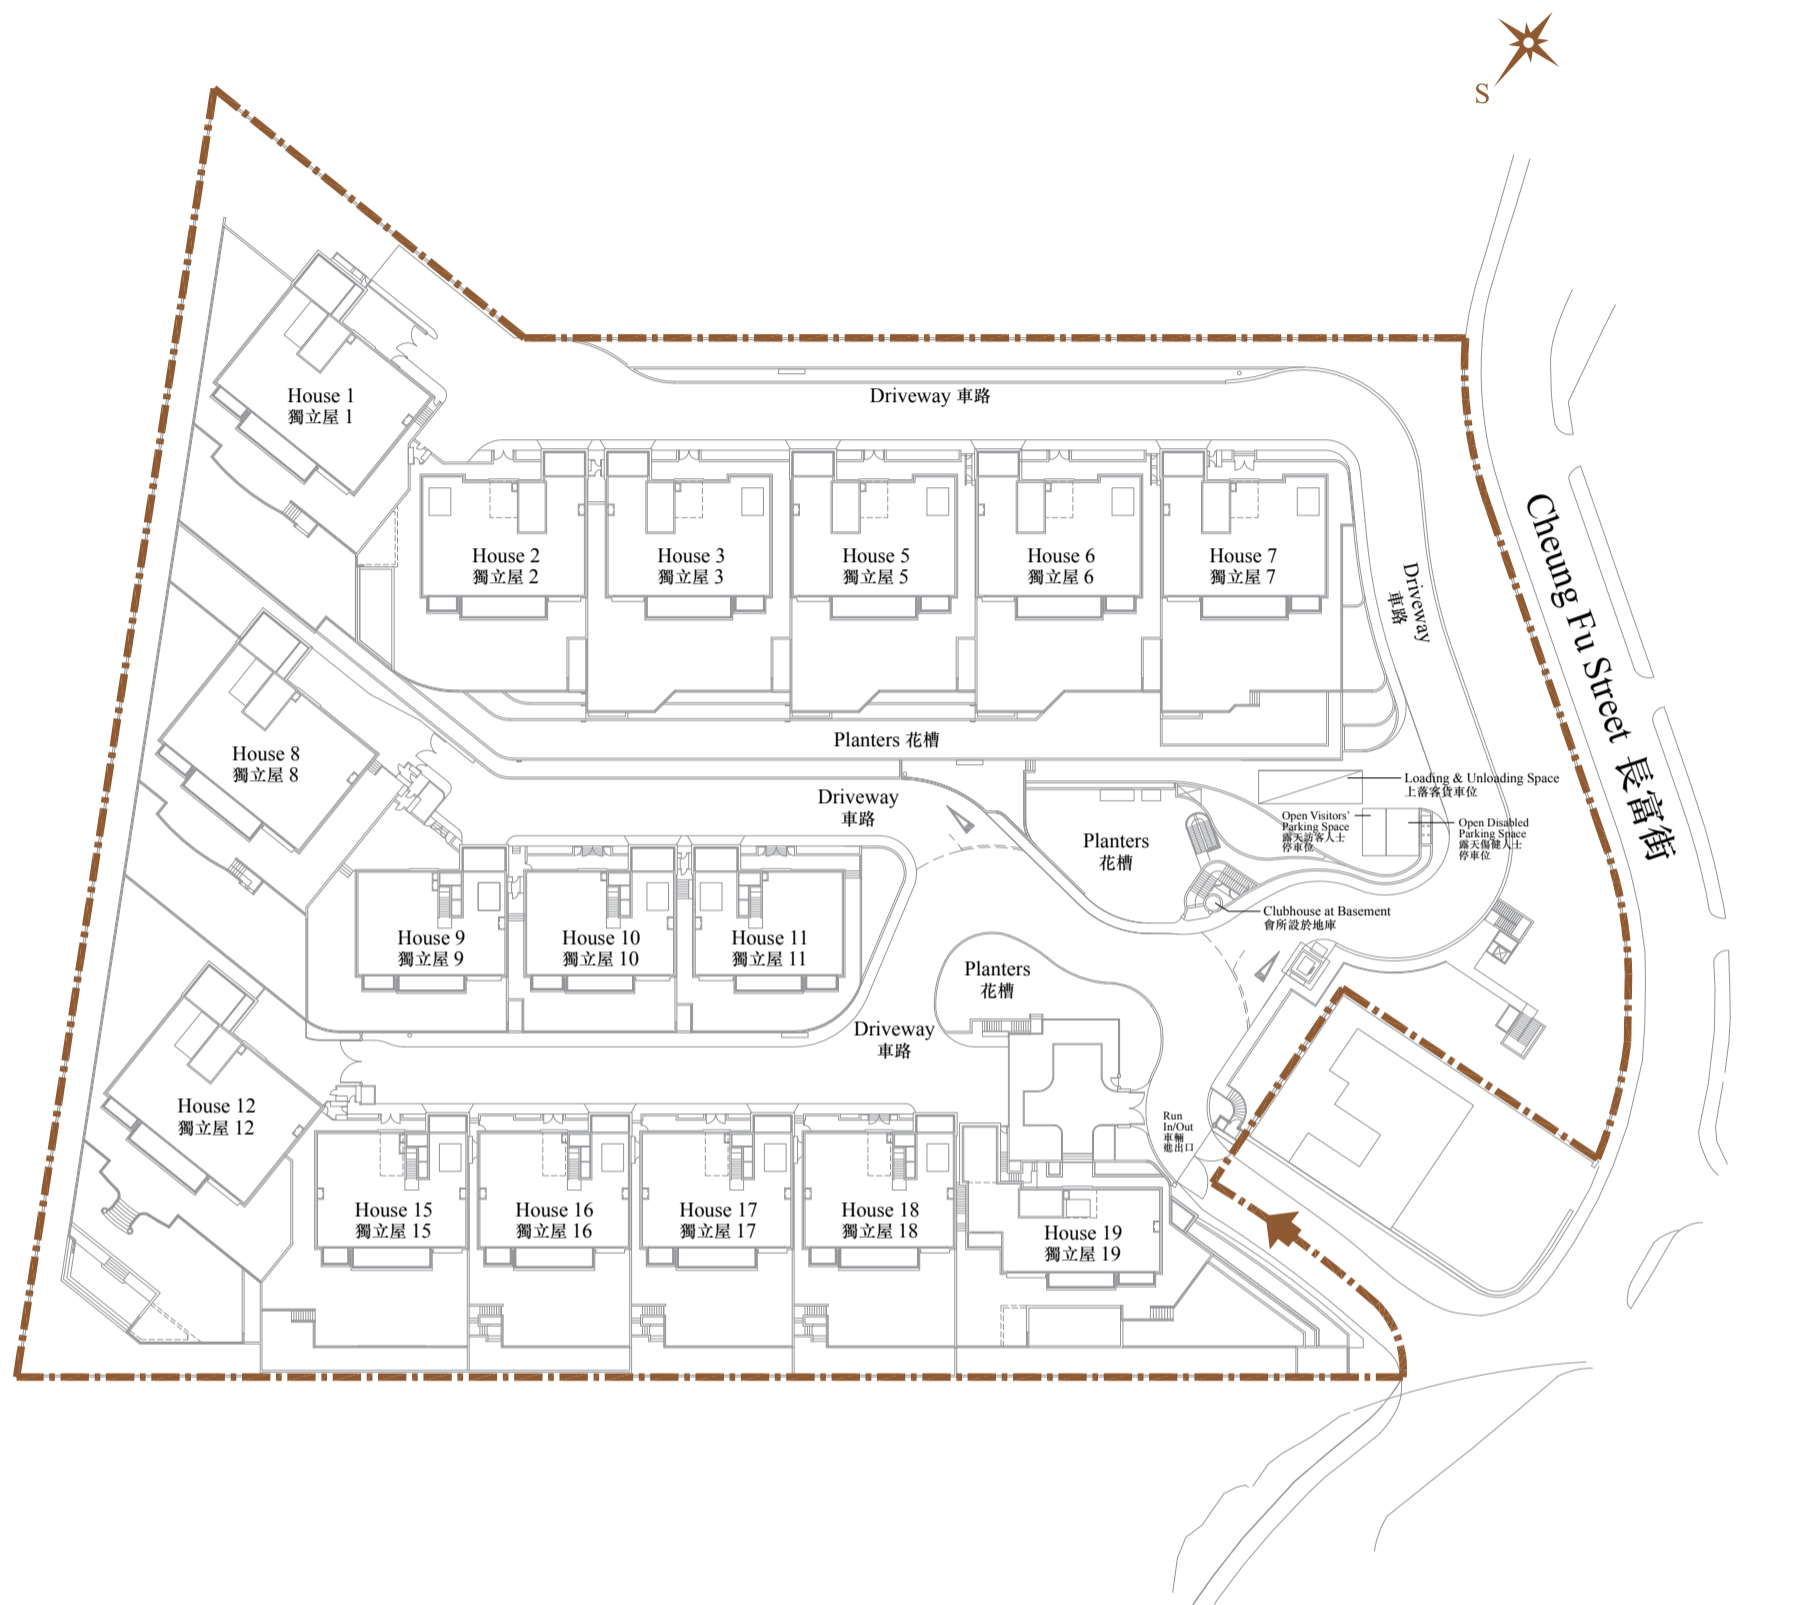 S
House 1
獨立屋 1
Driveway 車路
House 2
獨立屋 2
House 3
獨立屋 3
House 5
獨立屋 5
House 6
獨立屋 6
House 7
獨立屋 7
Driveway
車路
Cheung Fu Street 長富街
Planters 花槽
House 8
獨立屋 8
Driveway
車路
Loading & Unloading Space
上落客貨車位
Open Visitors'
Parking Space
露天訪客人士
停車位
Open Disabled
Parking Space
露天傷健人士
停車位
Planters
花槽
Clubhouse at Basement
會所設於地庫
House 9
獨立屋 9
House 10
獨立屋 10
House 11
獨立屋 11
Planters
花槽
Driveway
車路
House 12
獨立屋 12
Run
In/Out
車輛
進出口
House 15
獨立屋 15
House 16
獨立屋 16
House 17
獨立屋 17
House 18
獨立屋 18
House 19
獨立屋 19